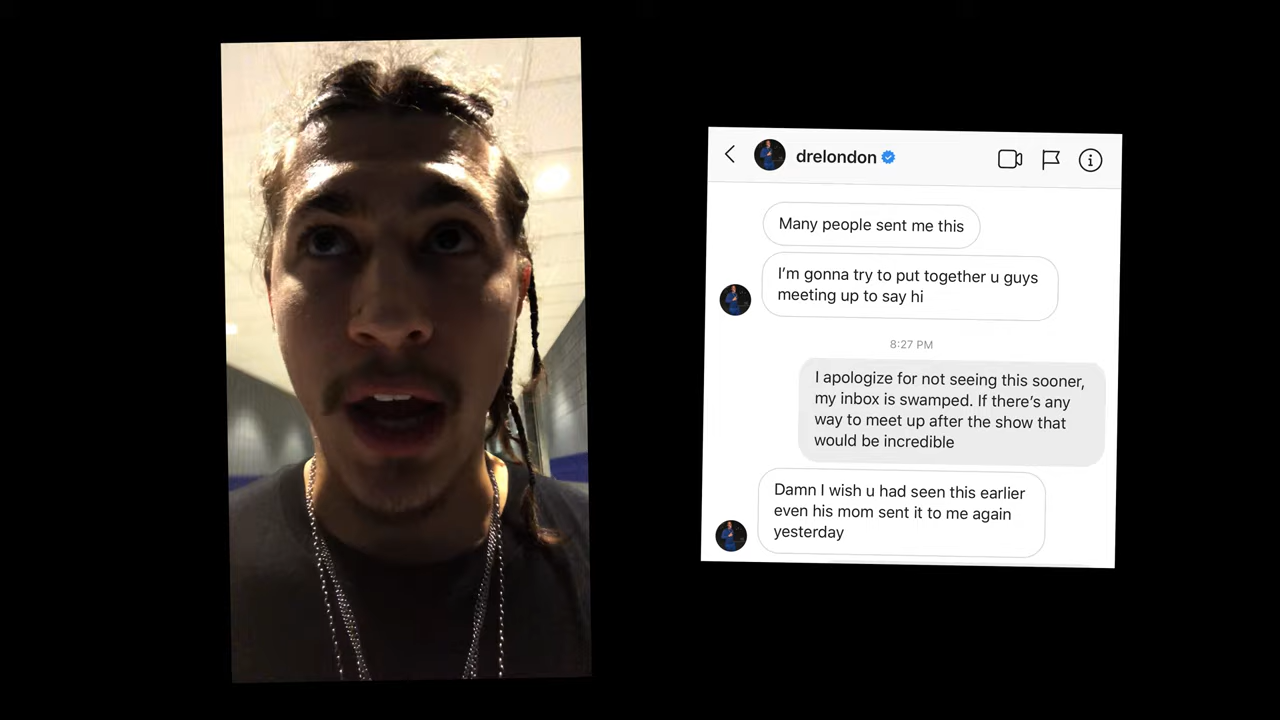 drelondon
Many people sent me this
I'm gonna try to put together u guys
meeting up to say hi
8:27 PM
I apologize for not seeing this sooner,
my inbox is swamped. If there's any
way to meet up after the show that
would be incredible
Damn I wish u had seen this earlier
even his mom sent it to me again
yesterday